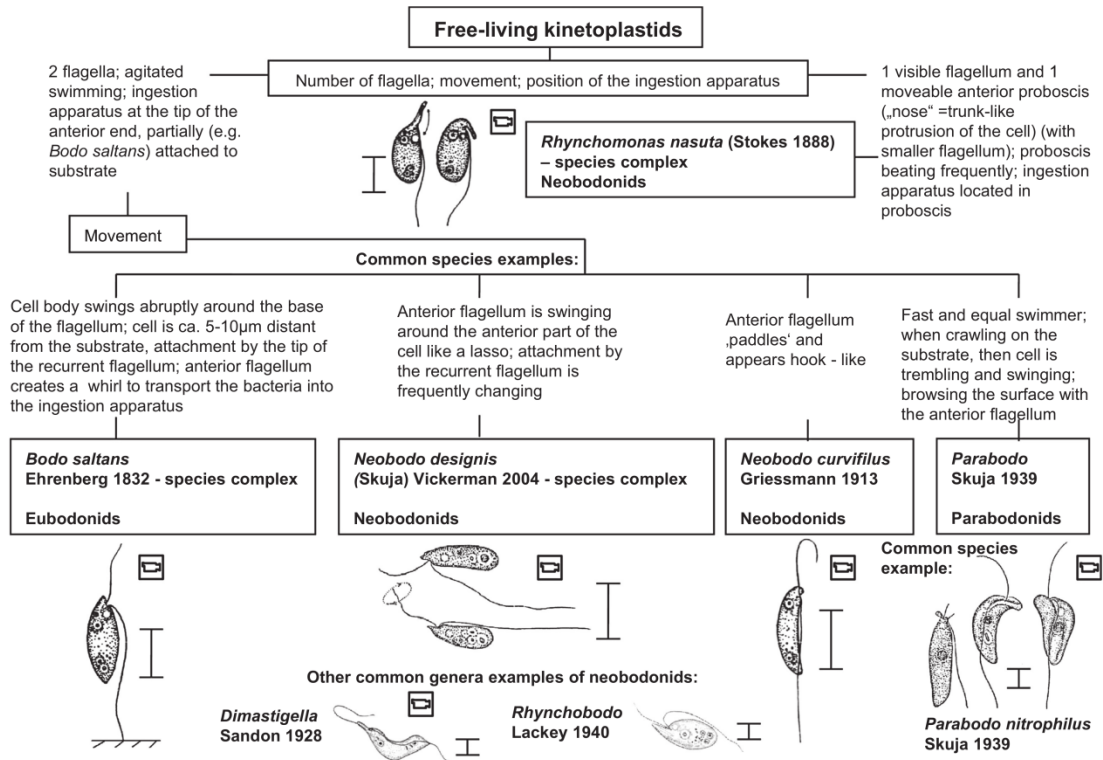 Free-living kinetoplastids
2 flagella; agitated
swimming; ingestion
apparatus at the tip of the
anterior end, partially (e.g.
Bodo saltans) attached to
substrate
Number of flagella; movement; position of the ingestion apparatus
1 visible flagellum and 1
moveable anterior proboscis
(„nose“ =trunk-like
protrusion of the cell) (with
smaller flagellum); proboscis
beating frequently; ingestion
apparatus located in
proboscis
Rhynchomonas nasuta (Stokes 1888)
– species complex
Neobodonids
Movement
Common species examples:
Cell body swings abruptly around the base
of the flagellum; cell is ca. 5-10µm distant
from the substrate, attachment by the tip of
the recurrent flagellum; anterior flagellum
creates a whirl to transport the bacteria into
the ingestion apparatus
Anterior flagellum is swinging
around the anterior part of the
cell like a lasso; attachment by
the recurrent flagellum is
frequently changing
Anterior flagellum
‚paddles‘ and
appears hook - like
Fast and equal swimmer;
when crawling on the
substrate, then cell is
trembling and swinging;
browsing the surface with
the anterior flagellum
Bodo saltans
Ehrenberg 1832 - species complex
Eubodonids
Neobodo designis
(Skuja) Vickerman 2004 - species complex
Neobodonids
Neobodo curvifilus
Griessmann 1913
Neobodonids
Parabodo
Skuja 1939
Parabodonids
Common species
example:
Other common genera examples of neobodonids:
Dimastigella
Sandon 1928
Rhynchobodo
Lackey 1940
Parabodo nitrophilus
Skuja 1939